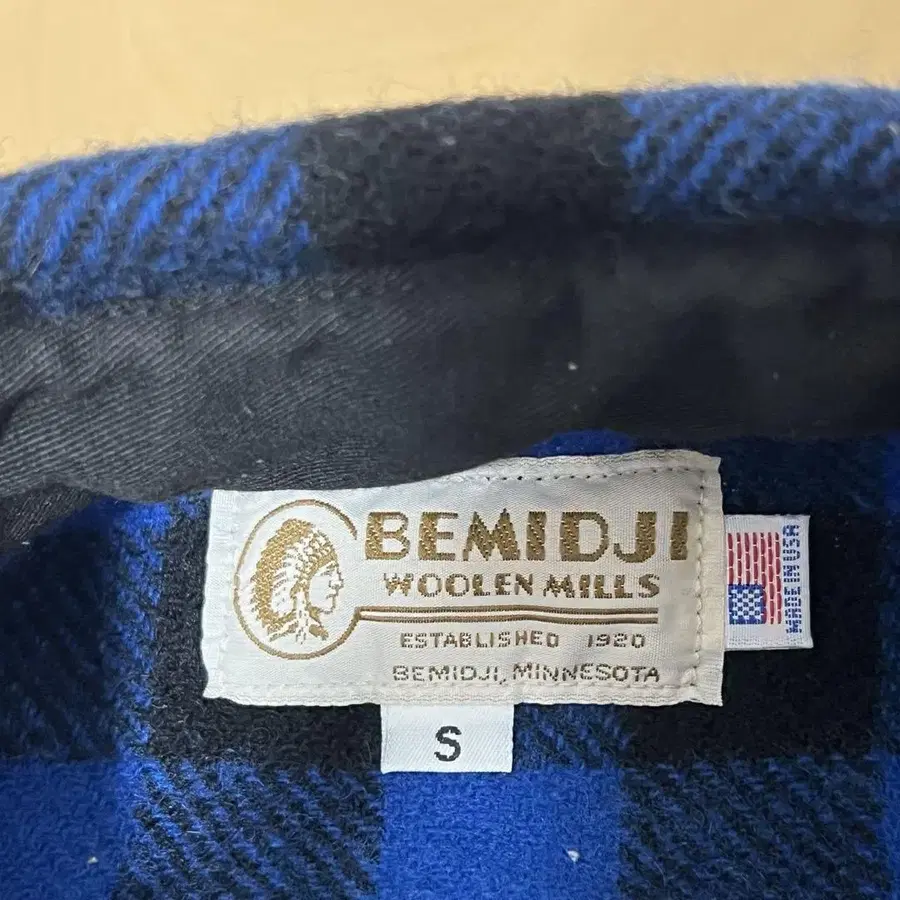 BEMIDJI
WOOLEN MILLS
ESTABLISHED 1920
BEMIDJI, MINNESOTA
MADE IN USA
S